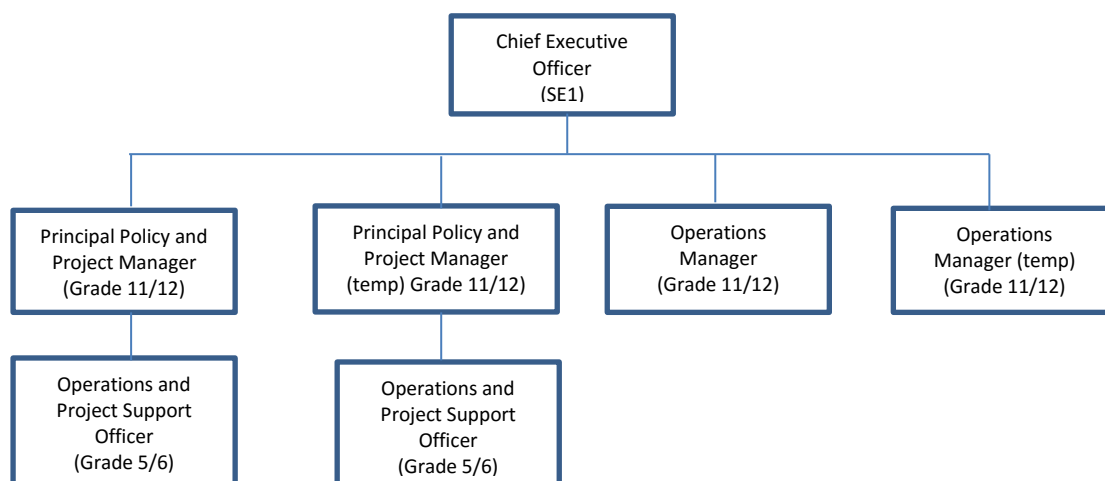 Chief Executive
Officer
(SE1)
Principal Policy and
Project Manager
(Grade 11/12)
Principal Policy and
Project Manager
(temp) Grade 11/12)
Operations
Manager
(Grade 11/12)
Operations
Manager (temp)
(Grade 11/12)
Operations and
Project Support
Officer
(Grade 5/6)
Operations and
Project Support
Officer
(Grade 5/6)